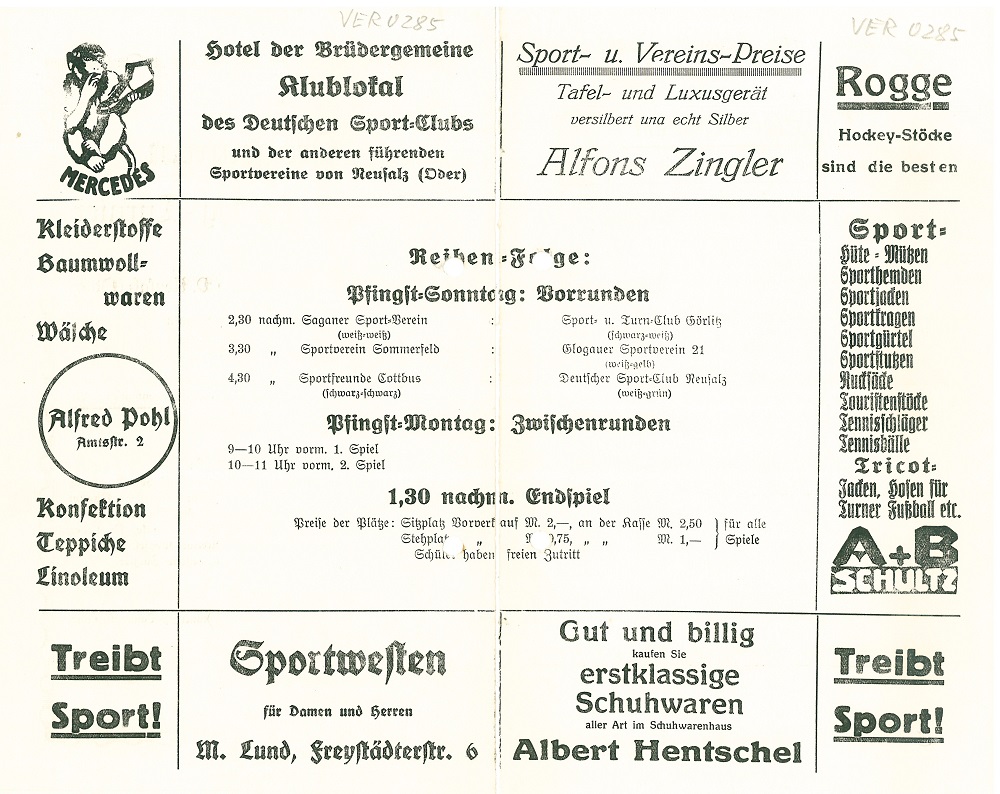 VER 0285
VER 0285
MERCEDES
Hotel der Brüdergemeine
Klublokal
des Deutschen Sport-Clubs
und der anderen führenden
Sportvereine von Neusalz (Oder)
Sport- u. Vereins-Preise
Tafel- und Luxusgerät
versilbert und echt Silber
Alfons Zingler
Rogge
Hockey-Stöcke
sind die besten
Kleiderstoffe
Baumwoll-
waren
Wäsche
Alfred Pohl
Amtsstr. 2
Konfektion
Teppiche
Linoleum
Reihen-Folge:
Pfingst-Sonntag: Vorrunden
2,30 nachm. Saganer Sport-Verein : Sport- u. Turn-Club Görlitz
(weiß-weiß) (schwarz-weiß)
3,30 „ Sportverein Sommerfeld : Glogauer Sportverein 21
(weiß-gelb)
4,30 „ Sportfreunde Cottbus : Deutscher Sport-Club Neusalz
(schwarz-schwarz) (weiß-grün)
Pfingst-Montag: Zwischenrunden
9—10 Uhr vorm. 1. Spiel
10—11 Uhr vorm. 2. Spiel
1,30 nachm. Endspiel
Preise der Plätze: Sitzplatz Vorverkauf M. 2,—, an der Kasse M. 2,50 } für alle
Stehplatz „ M. 0,75, „ „ M. 1,— } Spiele
Schüler haben freien Zutritt
Sport-
Hüte - Mützen
Sporthemden
Sportjacken
Sportkragen
Sportgürtel
Sportstutzen
Rucksäcke
Touristenstöcke
Tennisschläger
Tennisbälle
Tricot-
Jacken, Hosen für
Turner Fußball etc.
A+B
SCHULTZ
Treibt
Sport!
Sportwesten
für Damen und Herren
M. Lund, Freystädterstr. 6
Gut und billig
kaufen Sie
erstklassige
Schuhwaren
aller Art im Schuhwarenhaus
Albert Hentschel
Treibt
Sport!